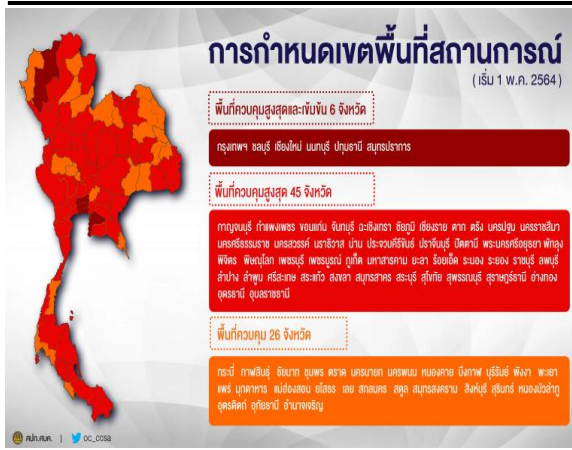 การกำหนดเขตพื้นที่สถานการณ์
(เริ่ม 1 พ.ค. 2564)
พื้นที่ควบคุมสูงสุดและเข้มข้น 6 จังหวัด
กรุงเทพฯ ชลบุรี เชียงใหม่ นนทบุรี ปทุมธานี สมุทรปราการ
พื้นที่ควบคุมสูงสุด 45 จังหวัด
กาญจนบุรี กำแพงเพชร ขอนแก่น จันทบุรี ฉะเชิงเทรา ชัยภูมิ เชียงราย ตาก ตรัง นครปฐม นครราชสีมา
นครศรีธรรมราช นครสวรรค์ นราธิวาส น่าน ประจวบคีรีขันธ์ ปราจีนบุรี ปัตตานี พระนครศรีอยุธยา พัทลุง
พิจิตร พิษณุโลก เพชรบุรี เพชรบูรณ์ ภูเก็ต มหาสารคาม ยะลา ร้อยเอ็ด ระนอง ระยอง ราชบุรี ลพบุรี
ลำปาง ลำพูน ศรีสะเกษ สระแก้ว สงขลา สมุทรสาคร สระบุรี สุโขทัย สุพรรณบุรี สุราษฎร์ธานี อ่างทอง
อุดรธานี อุบลราชธานี
พื้นที่ควบคุม 26 จังหวัด
กระบี่ กาฬสินธุ์ ชัยนาท ชุมพร ตราด นครนายก นครพนม หนองคาย บึงกาฬ บุรีรัมย์ พังงา พะเยา
แพร่ มุกดาหาร แม่ฮ่องสอน ยโสธร เลย สกลนคร สตูล สมุทรสงคราม สิงห์บุรี สุรินทร์ หนองบัวลำภู
อุตรดิตถ์ อุทัยธานี อำนาจเจริญ
ศปก.ศบค. | oc_ccsa